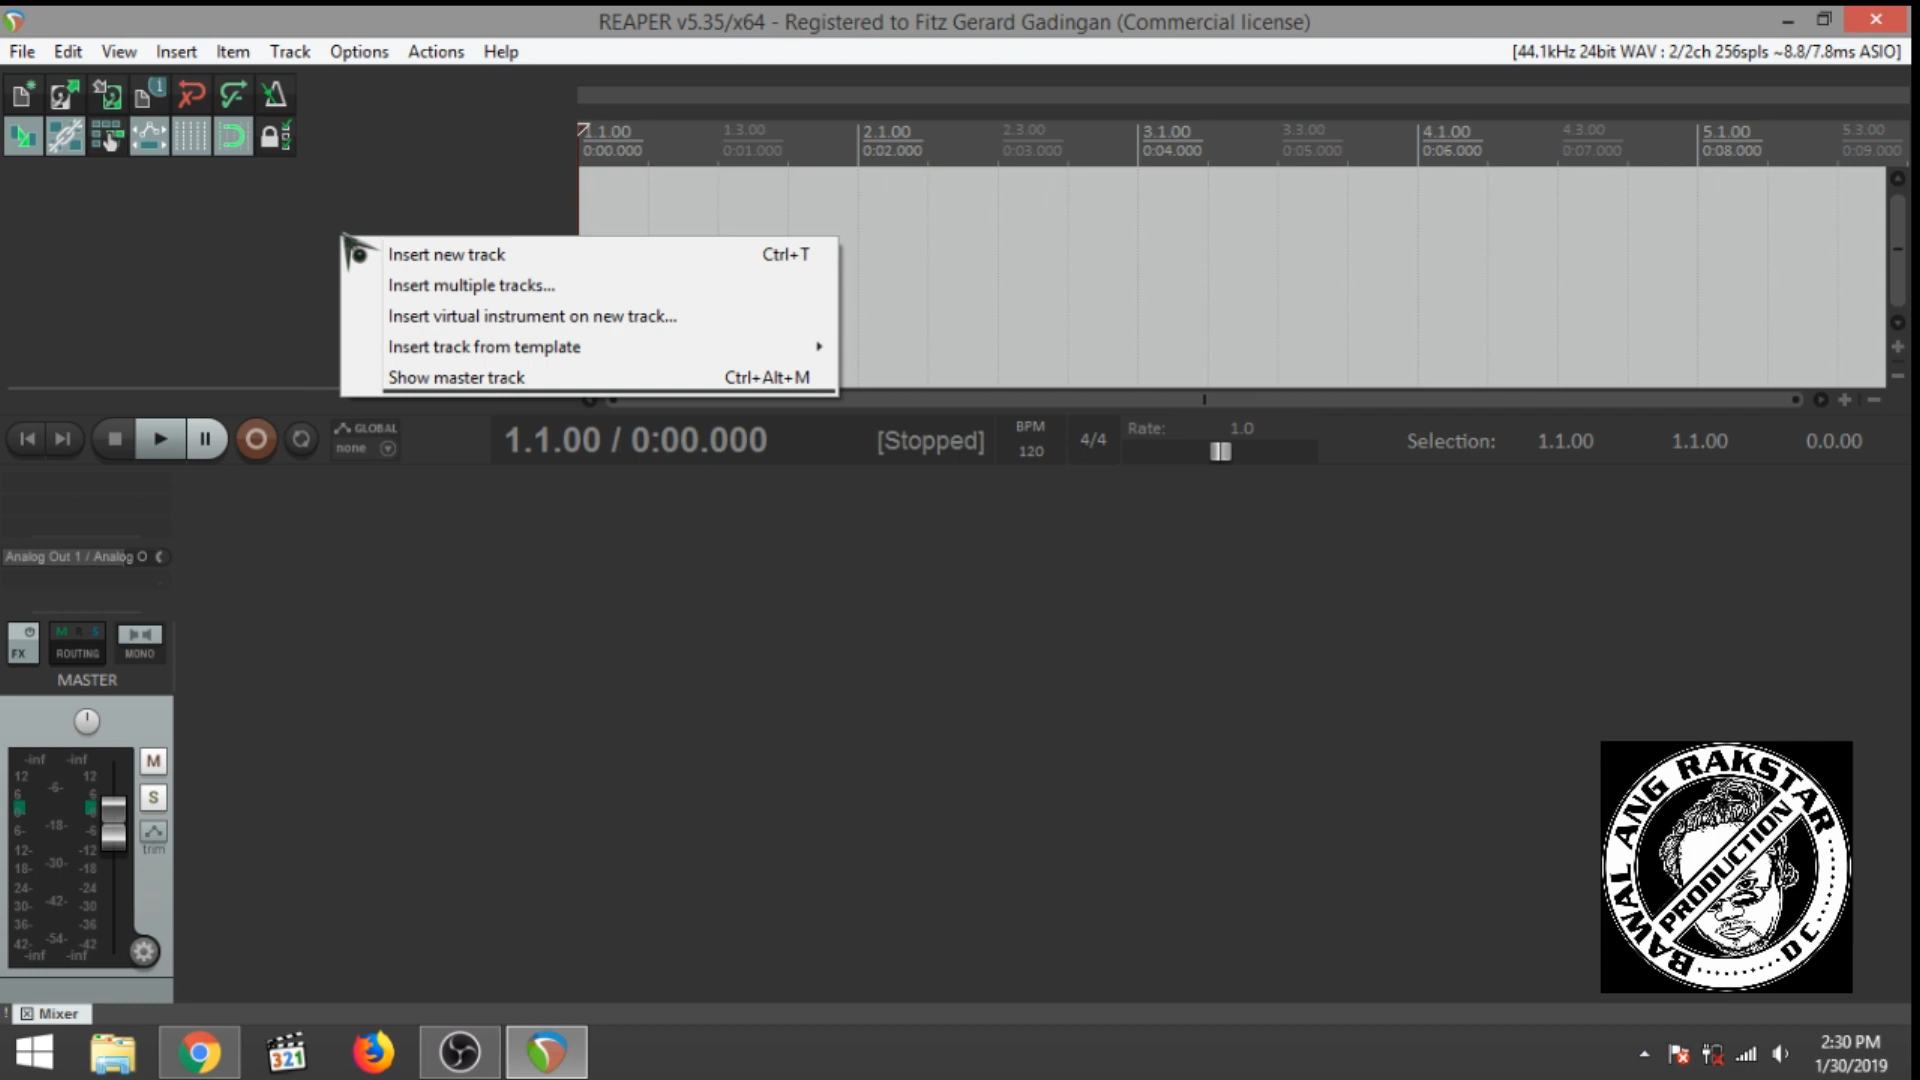 REAPER v5.35/x64 - Registered to Fitz Gerard Gadingan (Commercial license)
File Edit View Insert Item Track Options Actions Help
[44.1kHz 24bit WAV : 2/2ch 256spls ~8.8/7.8ms ASIO]
1.1.00 1.3.00 2.1.00 2.3.00 3.1.00 3.3.00 4.1.00 4.3.00 5.1.00 5.3.00
0:00.000 0:01.000 0:02.000 0:03.000 0:04.000 0:05.000 0:06.000 0:07.000 0:08.000 0:09.000
Insert new track Ctrl+T
Insert multiple tracks...
Insert virtual instrument on new track...
Insert track from template
Show master track Ctrl+Alt+M
GLOBAL
none
1.1.00 / 0:00.000
[Stopped]
BPM
120
4/4
Rate: 1.0
Selection: 1.1.00 1.1.00 0.0.00
Analog Out 1 / Analog O
FX
M R S
ROUTING
MONO
MASTER
-inf -inf
12 12
6 -6- 6
0 0
6- -18- -6
12- -12
18- -30- -18
24- -24
30- -42- -30
36- -36
42- -54- -42
-inf -inf
M
S
trim
BAWAL ANG RAKSTAR
PRODUCTION
DC
Mixer
321
2:30 PM
1/30/2019